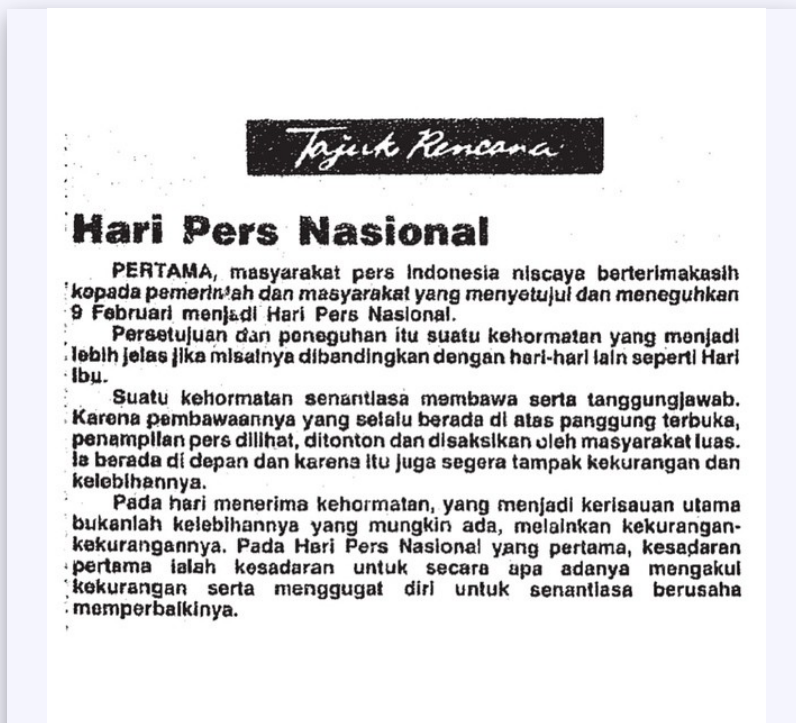 Tajuk Rencana
Hari Pers Nasional
PERTAMA, masyarakat pers Indonesia niscaya berterimakasih
kepada pemerintah dan masyarakat yang menyetujui dan meneguhkan
9 Februari menjadi Hari Pers Nasional.
Persetujuan dan peneguhan itu suatu kehormatan yang menjadi
lebih jelas jika misalnya dibandingkan dengan hari-hari lain seperti Hari
Ibu.
Suatu kehormatan senantiasa membawa serta tanggungjawab.
Karena pembawaannya yang selalu berada di atas panggung terbuka,
penampilan pers dilihat, ditonton dan disaksikan oleh masyarakat luas.
Ia berada di depan dan karena itu juga segera tampak kekurangan dan
kelebihannya.
Pada hari menerima kehormatan, yang menjadi kerisauan utama
bukanlah kelebihannya yang mungkin ada, melainkan kekurangan-
kekurangannya. Pada Hari Pers Nasional yang pertama, kesadaran
pertama ialah kesadaran untuk secara apa adanya mengakui
kekurangan serta menggugat diri untuk senantiasa berusaha
memperbaikinya.